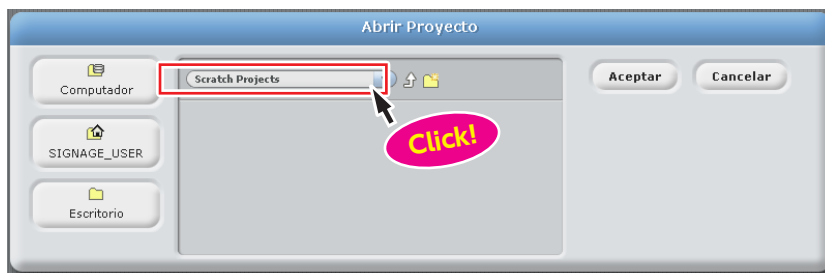 Abrir Proyecto
Computador
Scratch Projects
Aceptar
Cancelar
Click!
SIGNAGE_USER
Escritorio